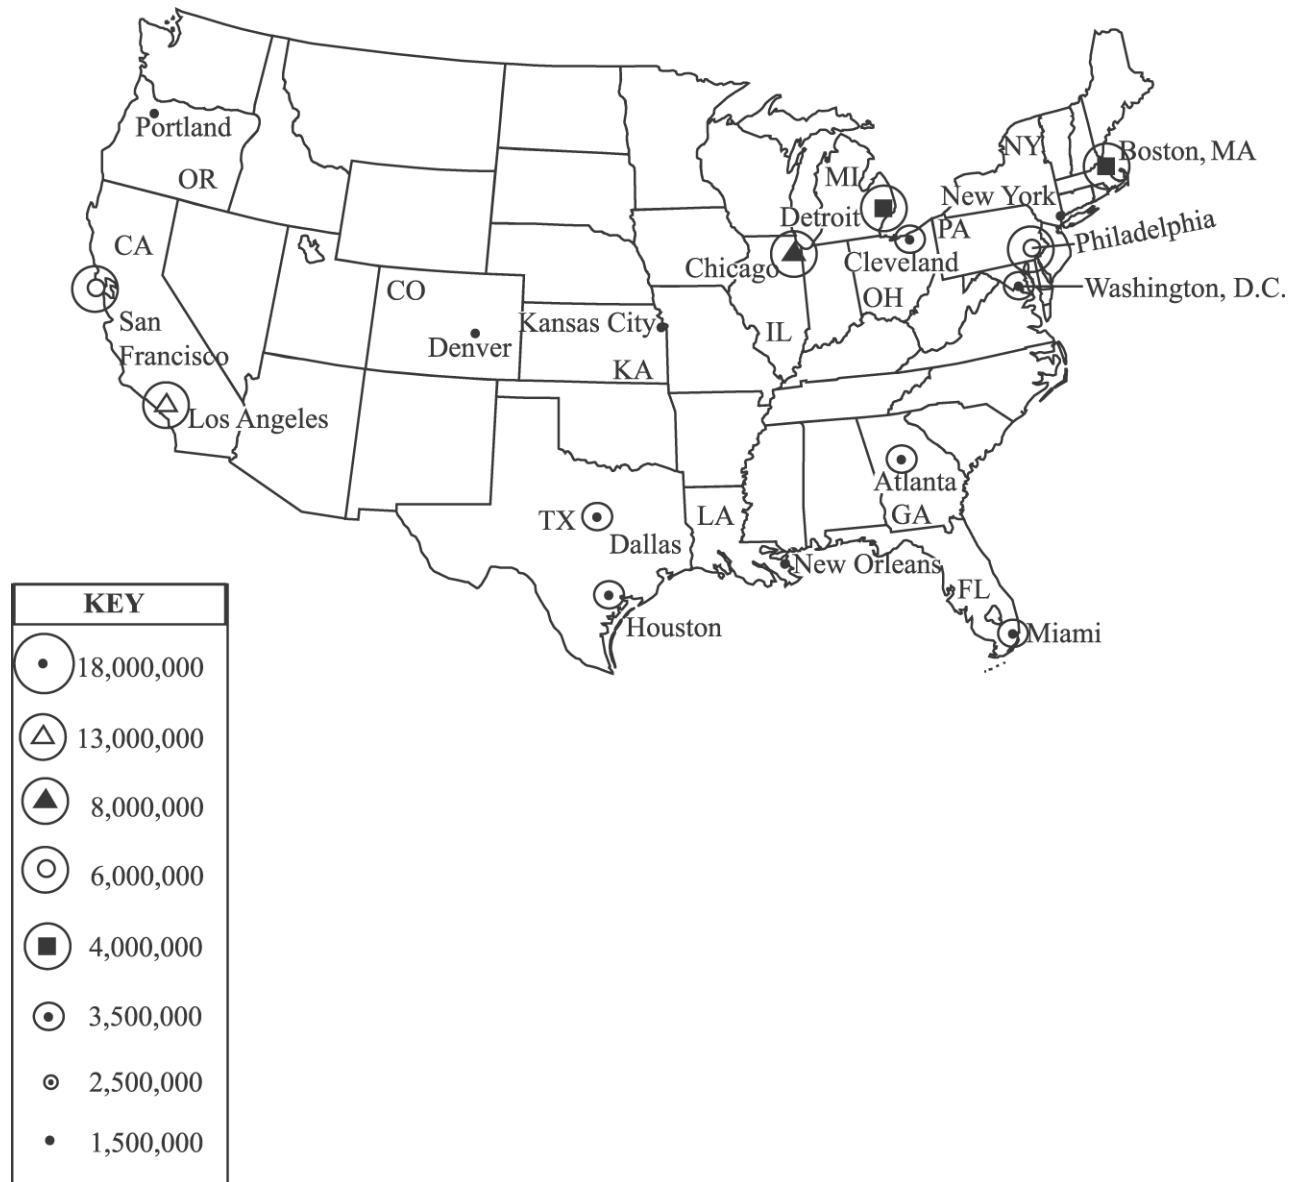 Portland
OR
CA
San
Francisco
Los Angeles
CO
Denver
Kansas City
KA
TX
Dallas
Houston
LA
New Orleans
IL
Chicago
MI
Detroit
Cleveland
OH
PA
NY
New York
Boston, MA
Philadelphia
Washington, D.C.
Atlanta
GA
FL
Miami
KEY
18,000,000
13,000,000
8,000,000
6,000,000
4,000,000
3,500,000
2,500,000
1,500,000